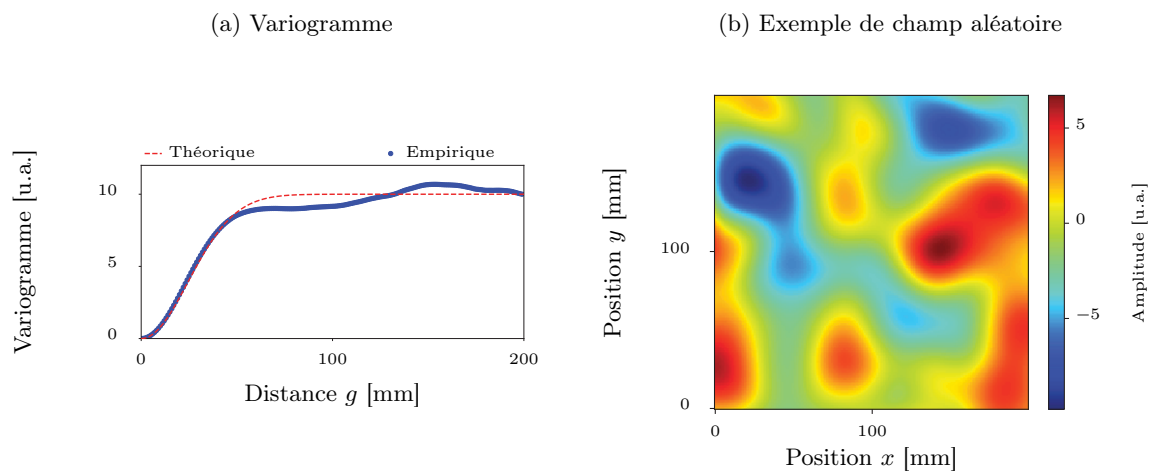 (a) Variogramme
Variogramme [u.a.]
Théorique
Empirique
10
5
0
0
100
200
Distance g [mm]
(b) Exemple de champ aléatoire
Position y [mm]
100
0
0
100
Position x [mm]
5
0
−5
Amplitude [u.a.]